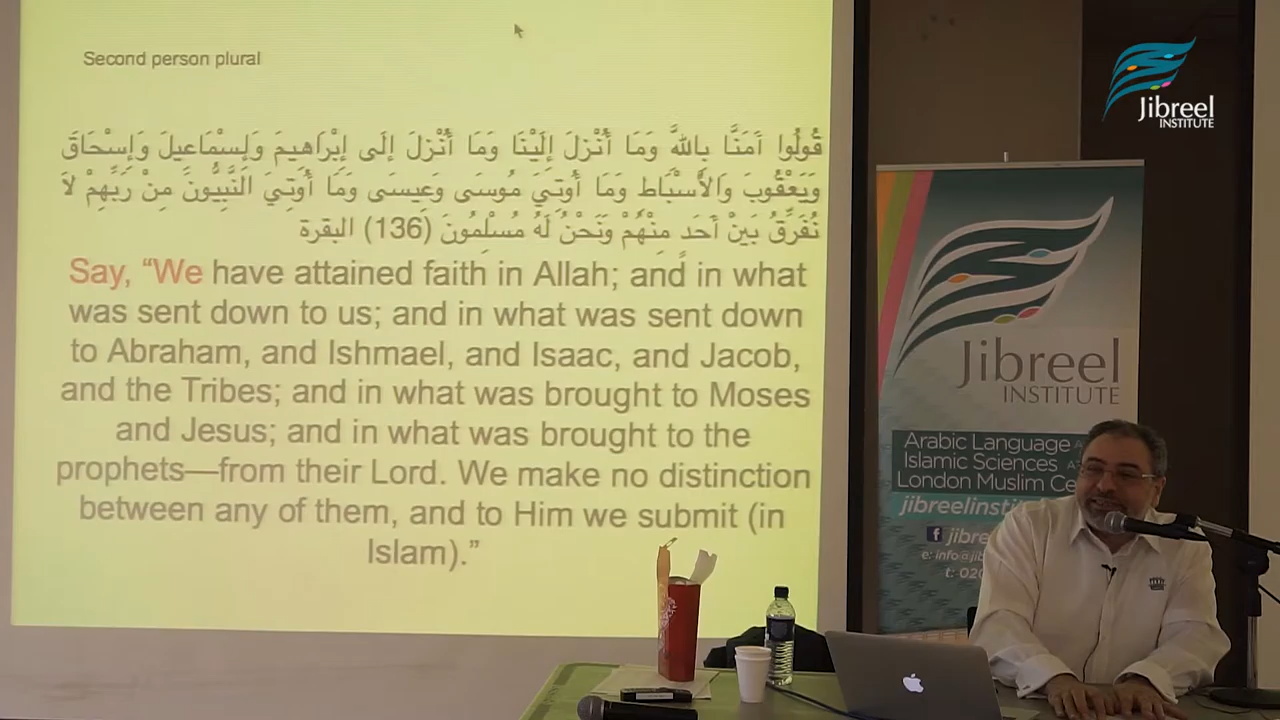 Second person plural
قُولُوا آمَنَّا بِاللَّهِ وَمَا أُنْزِلَ إِلَيْنَا وَمَا أُنْزِلَ إِلَى إِبْرَاهِيمَ وَإِسْمَاعِيلَ وَإِسْحَاقَ
وَيَعْقُوبَ وَالْأَسْبَاطِ وَمَا أُوتِيَ مُوسَى وَعِيسَى وَمَا أُوتِيَ النَّبِيُّونَ مِنْ رَبِّهِمْ لَا
نُفَرِّقُ بَيْنَ أَحَدٍ مِنْهُمْ وَنَحْنُ لَهُ مُسْلِمُونَ (136) البقرة
Say, “We have attained faith in Allah; and in what
was sent down to us; and in what was sent down
to Abraham, and Ishmael, and Isaac, and Jacob,
and the Tribes; and in what was brought to Moses
and Jesus; and in what was brought to the
prophets—from their Lord. We make no distinction
between any of them, and to Him we submit (in
Islam).”
Jibreel
INSTITUTE
Jibreel
INSTITUTE
Arabic Language
Islamic Sciences
London Muslim Ce
jibreelinsti
f jibre
e: info@jib
t: 020